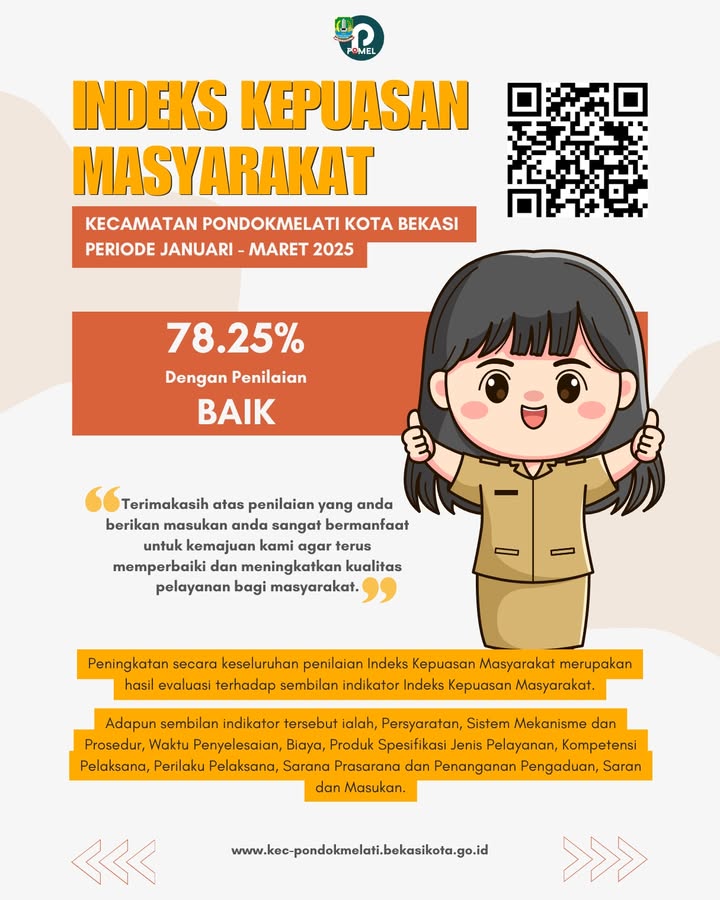 POMEL
INDEKS KEPUASAN
MASYARAKAT
KECAMATAN PONDOKMELATI KOTA BEKASI
PERIODE JANUARI - MARET 2025
78.25%
Dengan Penilaian
BAIK
“Terimakasih atas penilaian yang anda
berikan masukan anda sangat bermanfaat
untuk kemajuan kami agar terus
memperbaiki dan meningkatkan kualitas
pelayanan bagi masyarakat.”
Peningkatan secara keseluruhan penilaian Indeks Kepuasan Masyarakat merupakan
hasil evaluasi terhadap sembilan indikator Indeks Kepuasan Masyarakat.
Adapun sembilan indikator tersebut ialah, Persyaratan, Sistem Mekanisme dan
Prosedur, Waktu Penyelesaian, Biaya, Produk Spesifikasi Jenis Pelayanan, Kompetensi
Pelaksana, Perilaku Pelaksana, Sarana Prasarana dan Penanganan Pengaduan, Saran
dan Masukan.
www.kec-pondokmelati.bekasikota.go.id